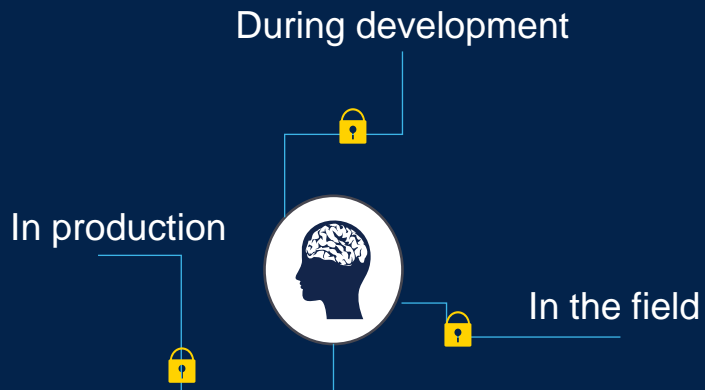 During development
In production
In the field